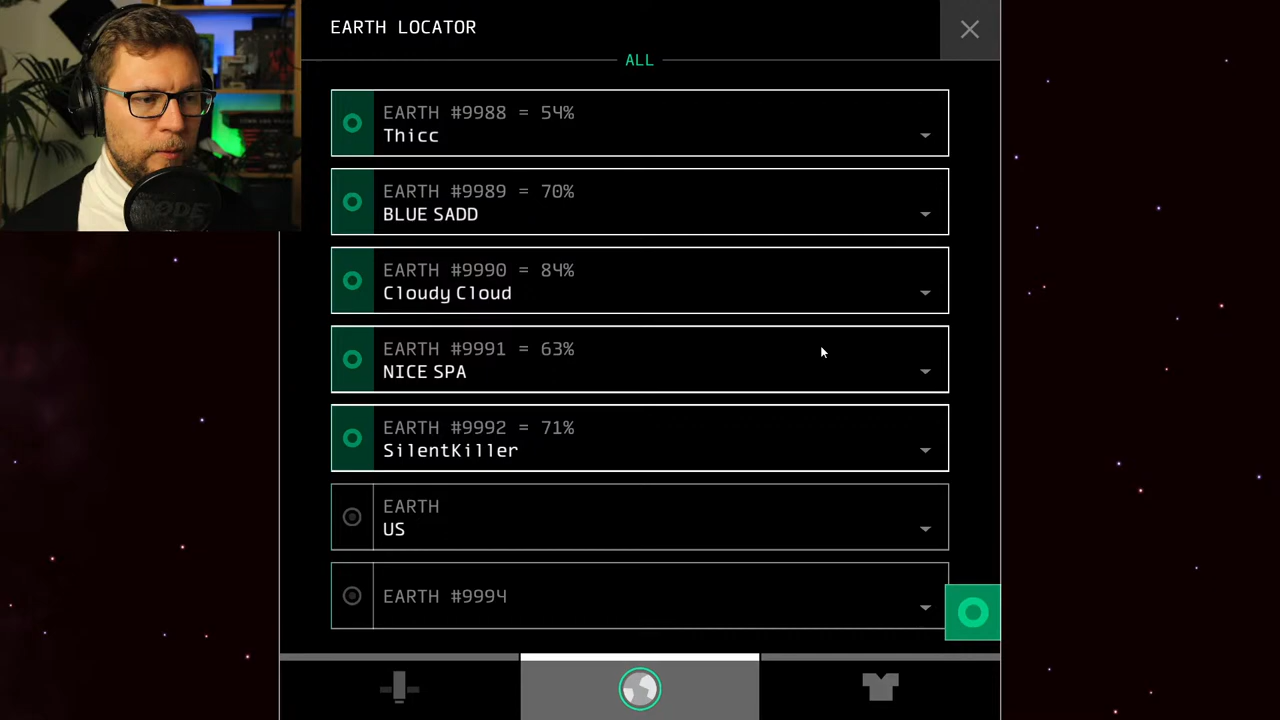 EARTH LOCATOR
ALL
EARTH #9988 = 54%
Thicc
EARTH #9989 = 70%
BLUE SADD
EARTH #9990 = 84%
Cloudy Cloud
EARTH #9991 = 63%
NICE SPA
EARTH #9992 = 71%
SilentKiller
EARTH
US
EARTH #9994
RODE